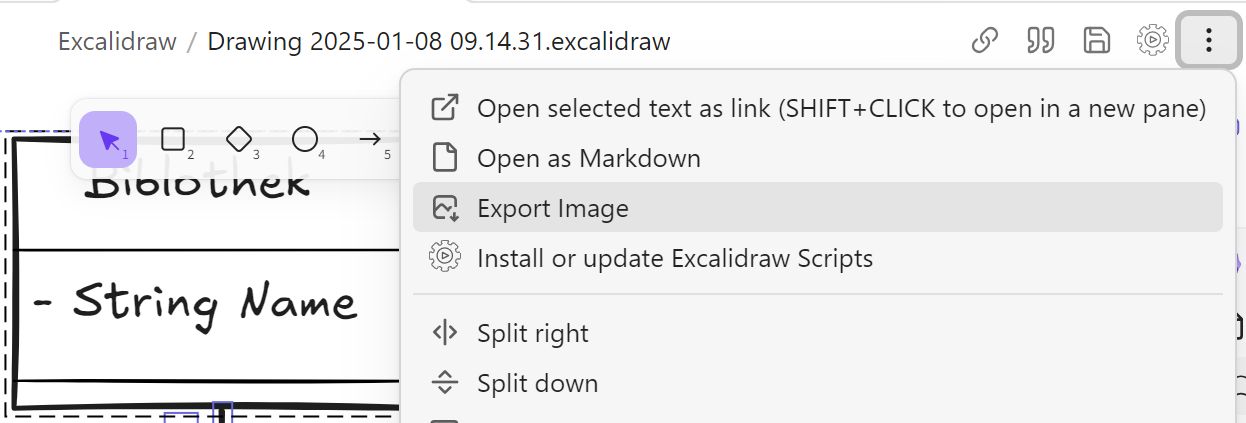 Excalidraw / Drawing 2025-01-08 09.14.31.excalidraw
1 2 3 4 5
Biblothek
- String Name
Open selected text as link (SHIFT+CLICK to open in a new pane)
Open as Markdown
Export Image
Install or update Excalidraw Scripts
Split right
Split down